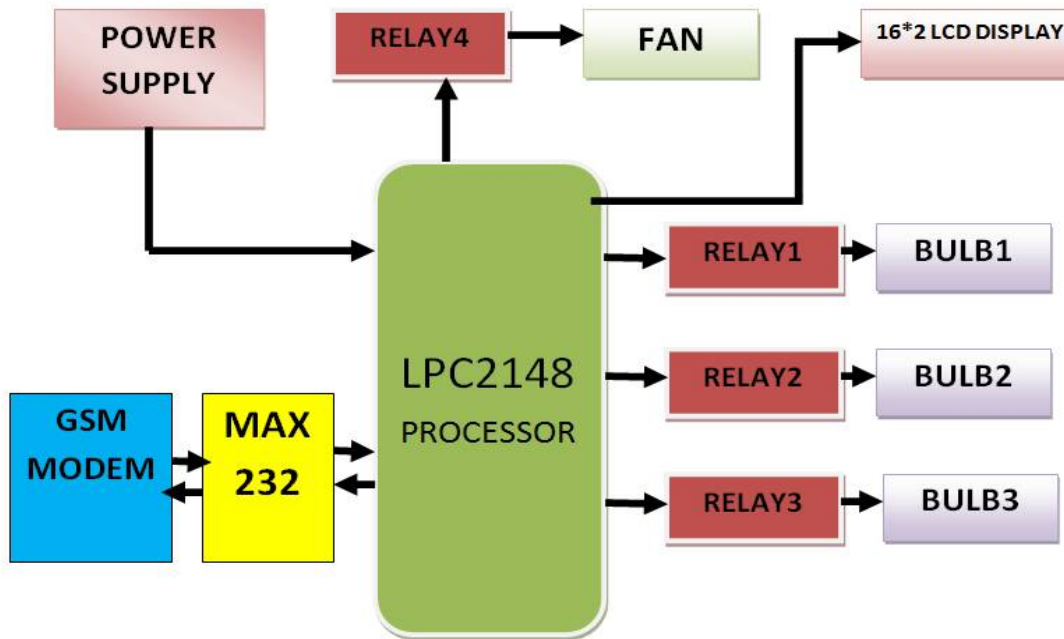 POWER
SUPPLY
RELAY4
FAN
16*2 LCD DISPLAY
RELAY1
BULB1
LPC2148
PROCESSOR
RELAY2
BULB2
GSM
MODEM
MAX
232
RELAY3
BULB3